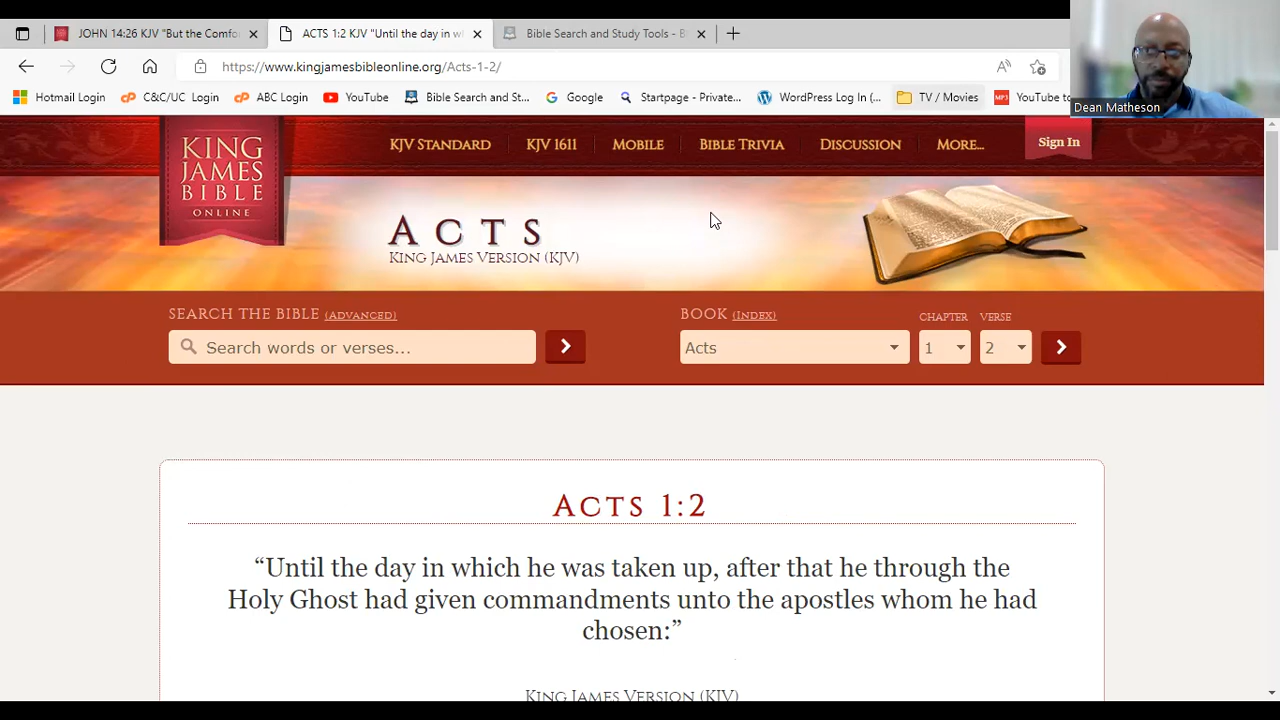 JOHN 14:26 KJV "But the Comfo
ACTS 1:2 KJV "Until the day in w
Bible Search and Study Tools - B
https://www.kingjamesbibleonline.org/Acts-1-2/
Hotmail Login
C&C/UC Login
ABC Login
YouTube
Bible Search and St...
Google
Startpage - Private...
WordPress Log In (...
TV / Movies
MP3
YouTube to
Dean Matheson
KING
JAMES
BIBLE
ONLINE
KJV STANDARD
KJV 1611
MOBILE
BIBLE TRIVIA
DISCUSSION
MORE...
Sign In
ACTS
KING JAMES VERSION (KJV)
SEARCH THE BIBLE (ADVANCED)
Search words or verses...
BOOK (INDEX)
CHAPTER
VERSE
Acts
1
2
ACTS 1:2
“Until the day in which he was taken up, after that he through the
Holy Ghost had given commandments unto the apostles whom he had
chosen:”
KING JAMES VERSION (KJV)